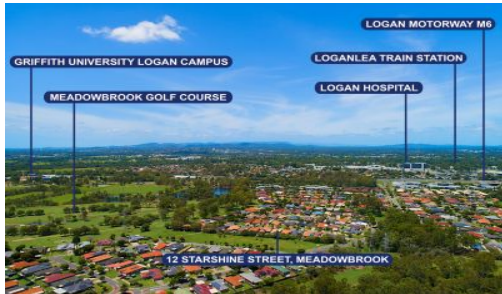 LOGAN MOTORWAY M6
GRIFFITH UNIVERSITY LOGAN CAMPUS
LOGANLEA TRAIN STATION
MEADOWBROOK GOLF COURSE
LOGAN HOSPITAL
12 STARSHINE STREET, MEADOWBROOK